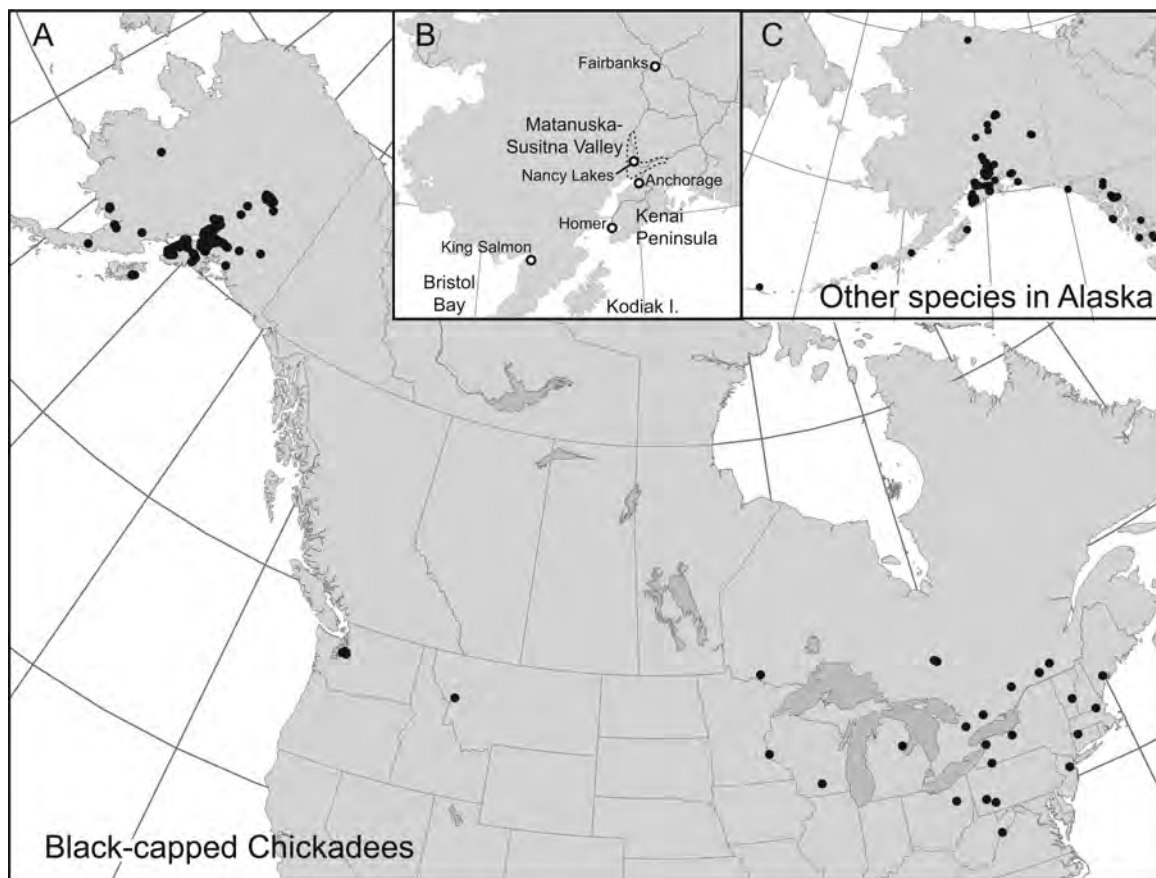 A
Black-capped Chickadees
B
Fairbanks
Matanuska-
Susitna Valley
Nancy Lakes
Anchorage
Homer
Kenai
Peninsula
King Salmon
Bristol
Bay
Kodiak I.
C
Other species in Alaska